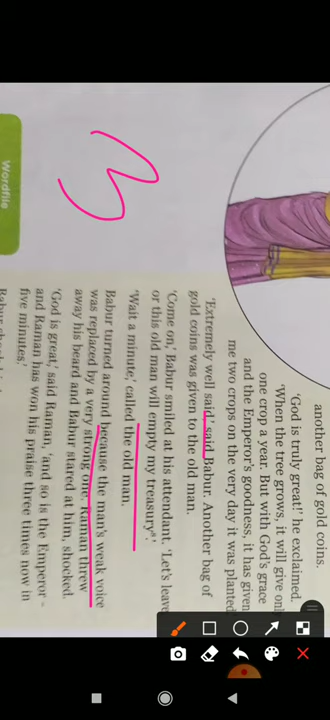 another bag of gold coins.
'God is truly great!' he exclaimed.
'When the tree grows, it will give onl
one crop a year. But with God's grace
and the Emperor's goodness, it has given
me two crops on the very day it was planted
'Extremely well said,' said Babur. Another bag of
gold coins was given to the old man.
'Come on,' Babur smiled at his attendant. 'Let's leave
or this old man will empty my treasury*.'
'Wait a minute,' called the old man.
Babur turned around because the man's weak voice
was replaced by a very strong one. Raman threw
away his beard and Babur stared at him, shocked.
'God is great,' said Raman, 'and so is the Emperor –
and Raman has won his praise three times now in
five minutes.'
Wordfile
3